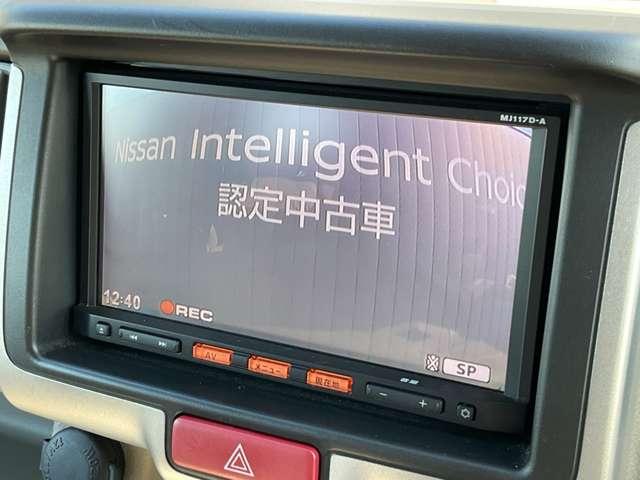 MJ117D-A
Nissan Intelligent Choic
認定中古車
12:40
REC
SP
AV
メニュー
現在地
− +